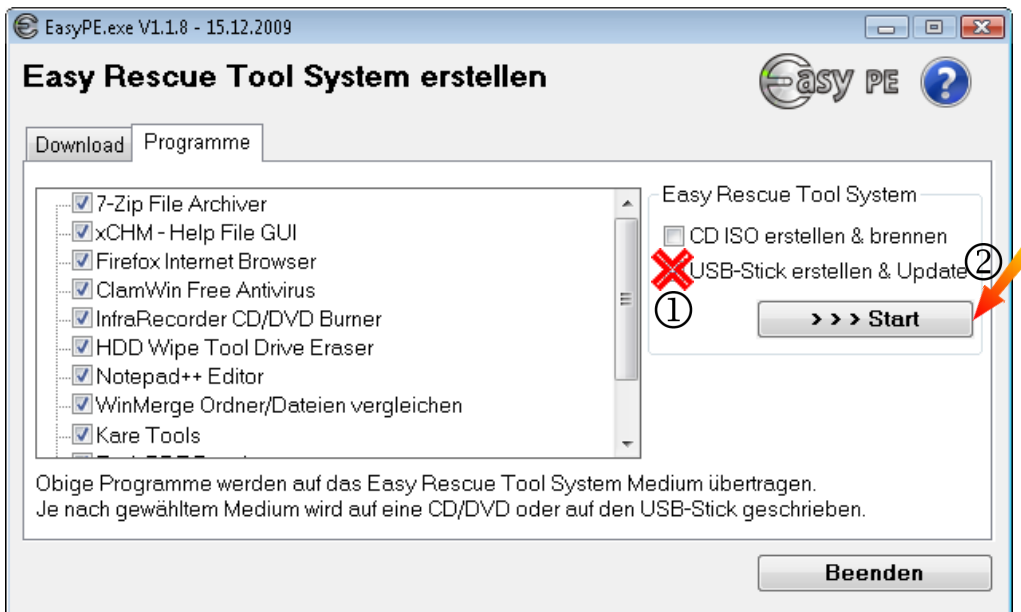 EasyPE.exe V1.1.8 - 15.12.2009
Easy Rescue Tool System erstellen
Easy PE
?
Download
Programme
7-Zip File Archiver
xCHM - Help File GUI
Firefox Internet Browser
ClamWin Free Antivirus
InfraRecorder CD/DVD Burner
HDD Wipe Tool Drive Eraser
Notepad++ Editor
WinMerge Ordner/Dateien vergleichen
Kare Tools
Easy Rescue Tool System
CD ISO erstellen & brennen
USB-Stick erstellen & Update
①
②
> > > Start
Obige Programme werden auf das Easy Rescue Tool System Medium übertragen.
Je nach gewähltem Medium wird auf eine CD/DVD oder auf den USB-Stick geschrieben.
Beenden